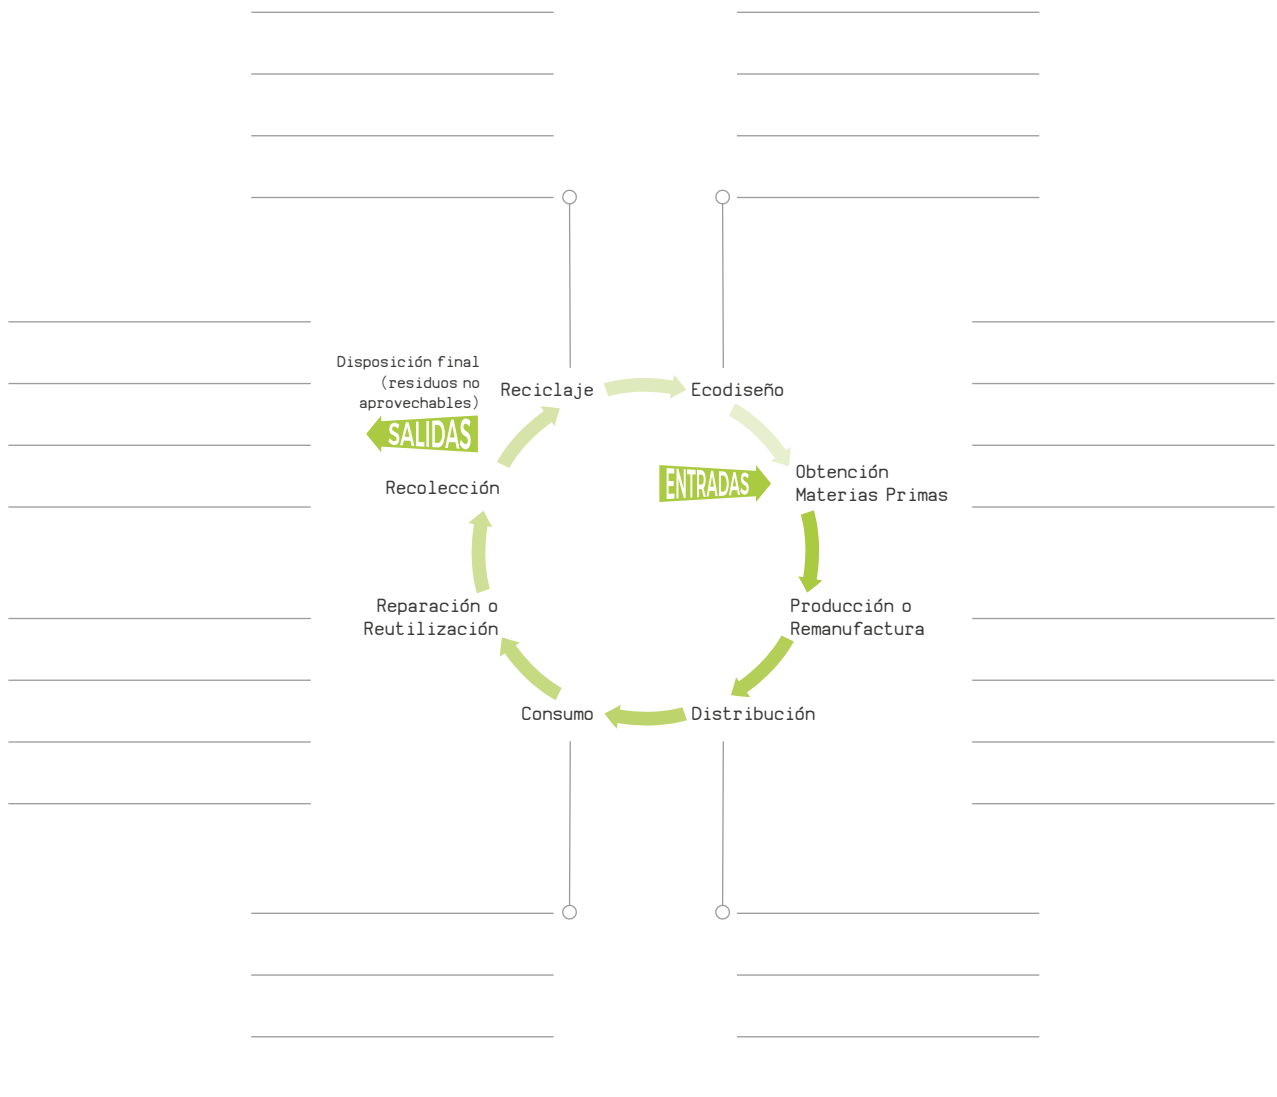 Disposición final
(residuos no
aprovechables)
SALIDAS
Reciclaje
Ecodiseño
ENTRADAS
Obtención
Materias Primas
Recolección
Reparación o
Reutilización
Producción o
Remanufactura
Consumo
Distribución